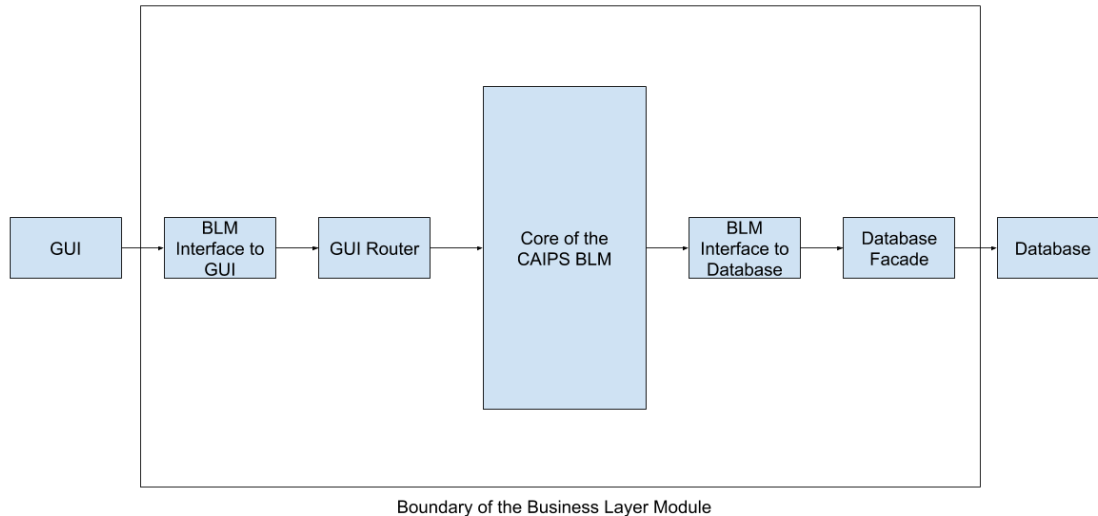 GUI
BLM
Interface to
GUI
GUI Router
Core of the
CAIPS BLM
BLM
Interface to
Database
Database
Facade
Database
Boundary of the Business Layer Module